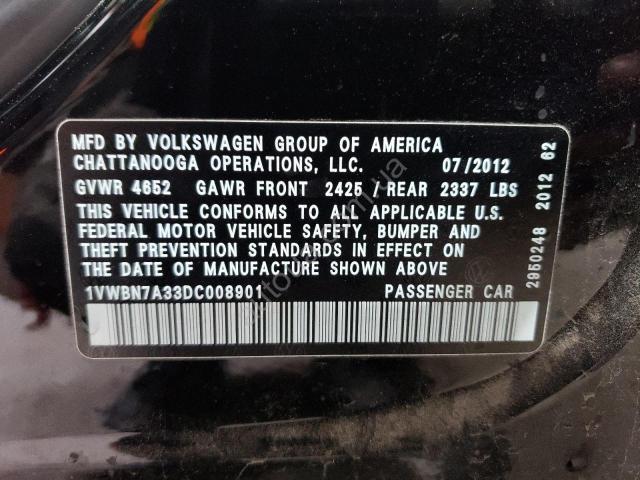 MFD BY VOLKSWAGEN GROUP OF AMERICA
CHATTANOOGA OPERATIONS, LLC. 07/2012
GVWR 4652 GAWR FRONT 2425 / REAR 2337 LBS
THIS VEHICLE CONFORMS TO ALL APPLICABLE U.S.
FEDERAL MOTOR VEHICLE SAFETY, BUMPER AND
THEFT PREVENTION STANDARDS IN EFFECT ON
THE DATE OF MANUFACTURE SHOWN ABOVE
1VWBN7A33DC008901 PASSENGER CAR
2950248 2012 62